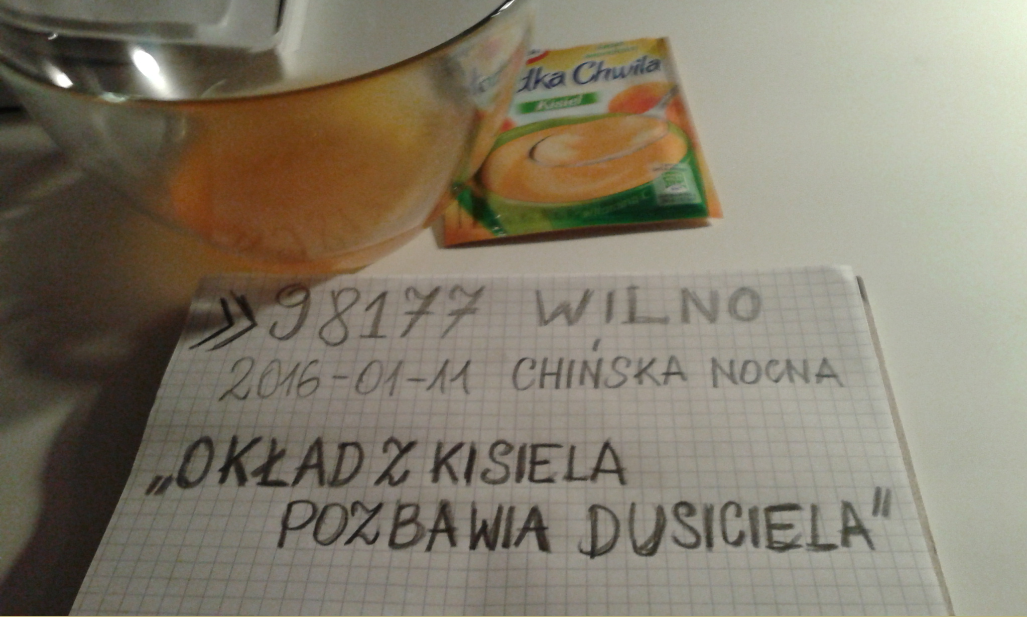 dka Chwila
Kisiel
»98177 WILNO
2016-01-11 CHIŃSKA NOCNA
„OKŁAD Z KISIELA
POZBAWIA DUSICIELA"